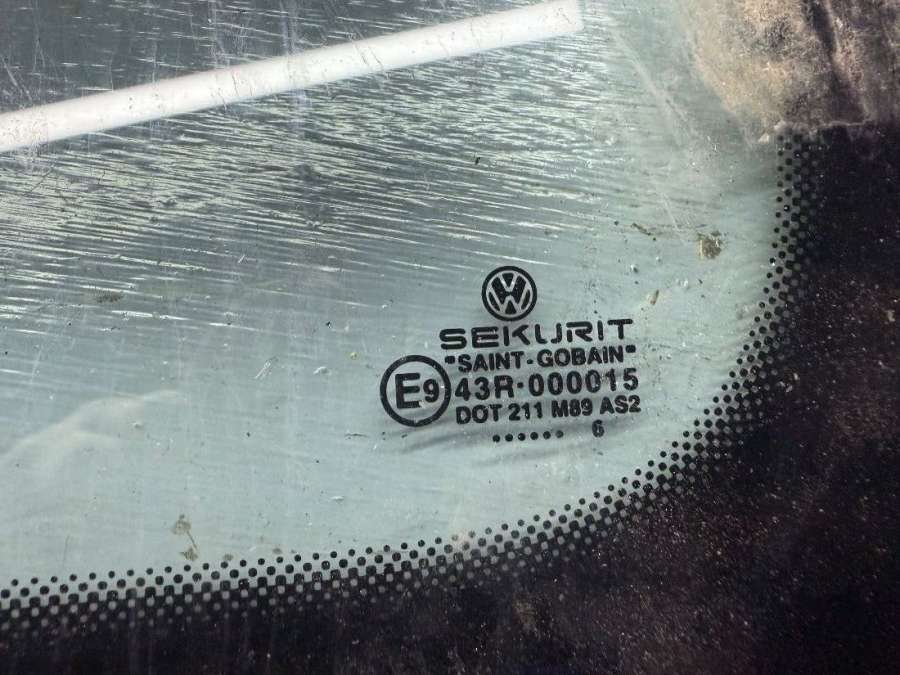 SEKURIT
"SAINT-GOBAIN"
E9 43R-000015
DOT 211 M89 AS2
...... 6